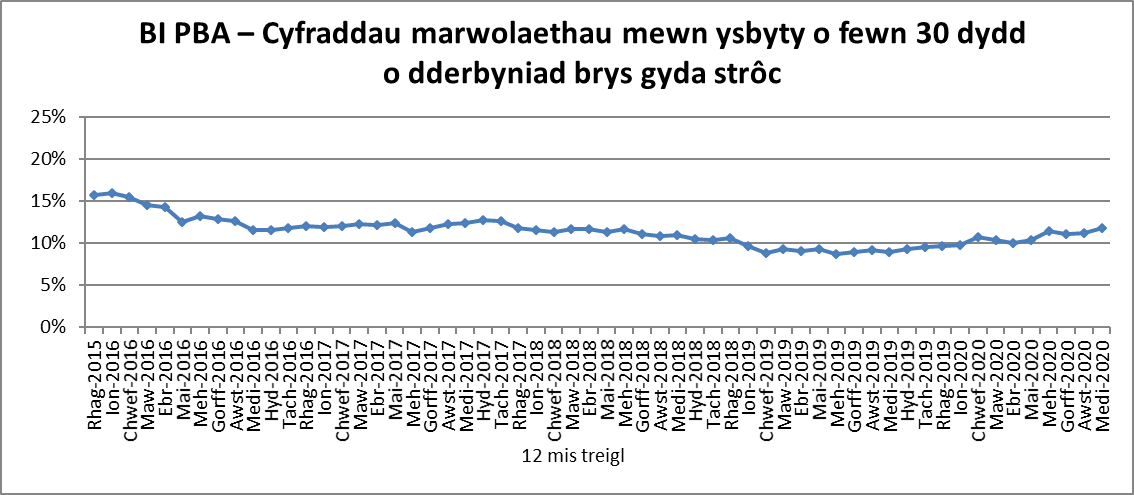 BI PBA – Cyfraddau marwolaethau mewn ysbyty o fewn 30 dydd
o dderbyniad brys gyda strôc
25%
20%
15%
10%
5%
0%
Rhag-2015
Ion-2016
Chwef-2016
Maw-2016
Ebr-2016
Mai-2016
Meh-2016
Gorff-2016
Awst-2016
Medi-2016
Hyd-2016
Tach-2016
Rhag-2016
Ion-2017
Chwef-2017
Maw-2017
Ebr-2017
Mai-2017
Meh-2017
Gorff-2017
Awst-2017
Medi-2017
Hyd-2017
Tach-2017
Rhag-2017
Ion-2018
Chwef-2018
Maw-2018
Ebr-2018
Mai-2018
Meh-2018
Gorff-2018
Awst-2018
Medi-2018
Hyd-2018
Tach-2018
Rhag-2018
Ion-2019
Chwef-2019
Maw-2019
Ebr-2019
Mai-2019
Meh-2019
Gorff-2019
Awst-2019
Medi-2019
Hyd-2019
Tach-2019
Rhag-2019
Ion-2020
Chwef-2020
Maw-2020
Ebr-2020
Mai-2020
Meh-2020
Gorff-2020
Awst-2020
Medi-2020
12 mis treigl